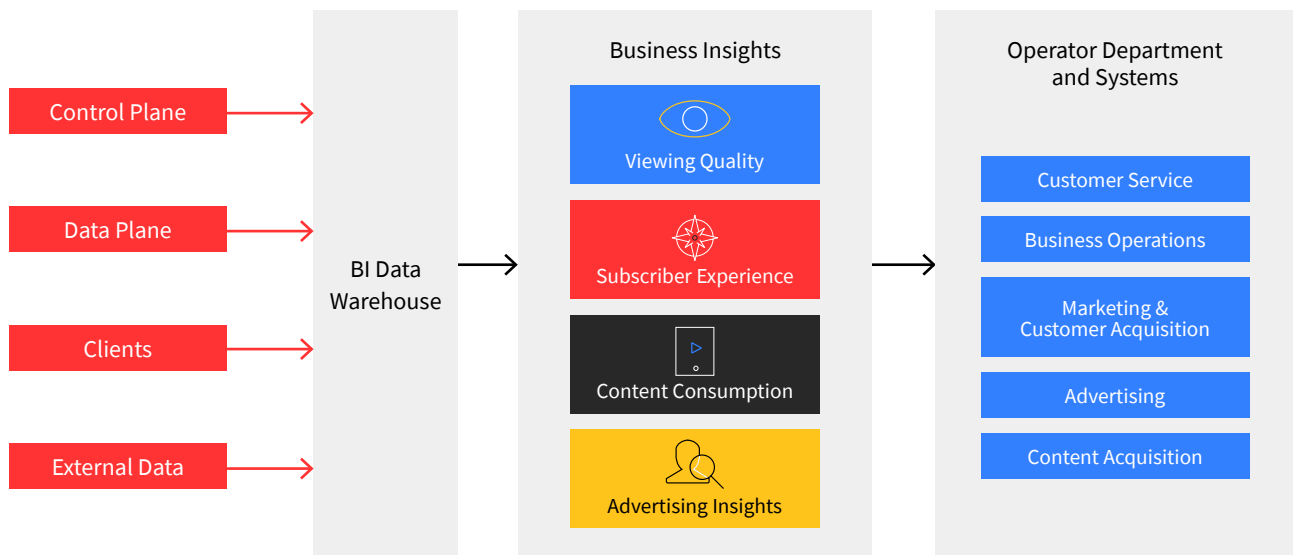 Control Plane
Data Plane
Clients
External Data
BI Data
Warehouse
Business Insights
Viewing Quality
Subscriber Experience
Content Consumption
Advertising Insights
Operator Department
and Systems
Customer Service
Business Operations
Marketing &
Customer Acquisition
Advertising
Content Acquisition